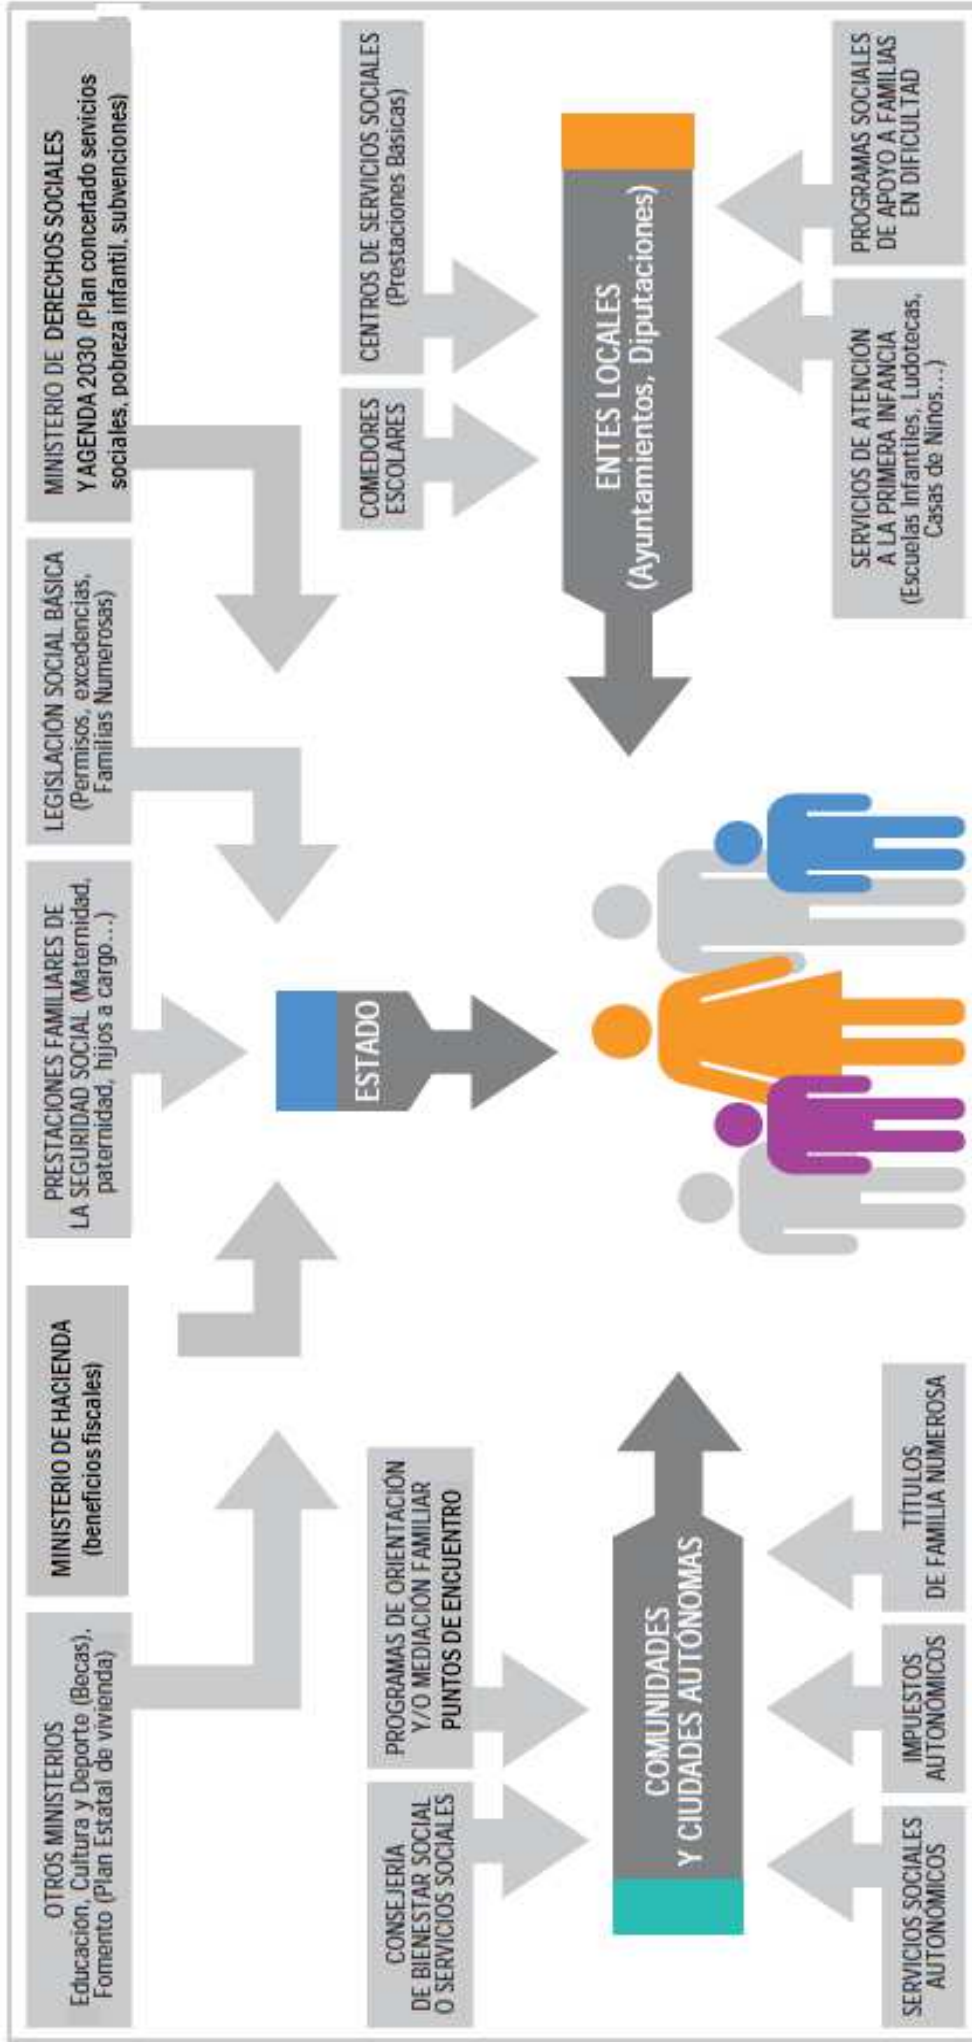 OTROS MINISTERIOS
Educación, Cultura y Deporte (Becas),
Fomento (Plan Estatal de vivienda)
MINISTERIO DE HACIENDA
(beneficios fiscales)
PRESTACIONES FAMILIARES DE
LA SEGURIDAD SOCIAL (Maternidad,
paternidad, hijos a cargo...)
LEGISLACIÓN SOCIAL BÁSICA
(Permisos, excedencias,
Familias Numerosas)
MINISTERIO DE DERECHOS SOCIALES
Y AGENDA 2030 (Plan concertado servicios
sociales, pobreza infantil, subvenciones)
CONSEJERÍA
DE BIENESTAR SOCIAL
O SERVICIOS SOCIALES
PROGRAMAS DE ORIENTACIÓN
Y/O MEDIACIÓN FAMILIAR
PUNTOS DE ENCUENTRO
ESTADO
COMEDORES
ESCOLARES
CENTROS DE SERVICIOS SOCIALES
(Prestaciones Basicas)
COMUNIDADES
Y CIUDADES AUTÓNOMAS
ENTES LOCALES
(Ayuntamientos, Diputaciones)
SERVICIOS SOCIALES
AUTONÓMICOS
IMPUESTOS
AUTONÓMICOS
TÍTULOS
DE FAMILIA NUMEROSA
SERVICIOS DE ATENCIÓN
A LA PRIMERA INFANCIA
(Escuelas Infantiles, Ludotecas,
Casas de Niños...)
PROGRAMAS SOCIALES
DE APOYO A FAMILIAS
EN DIFICULTAD